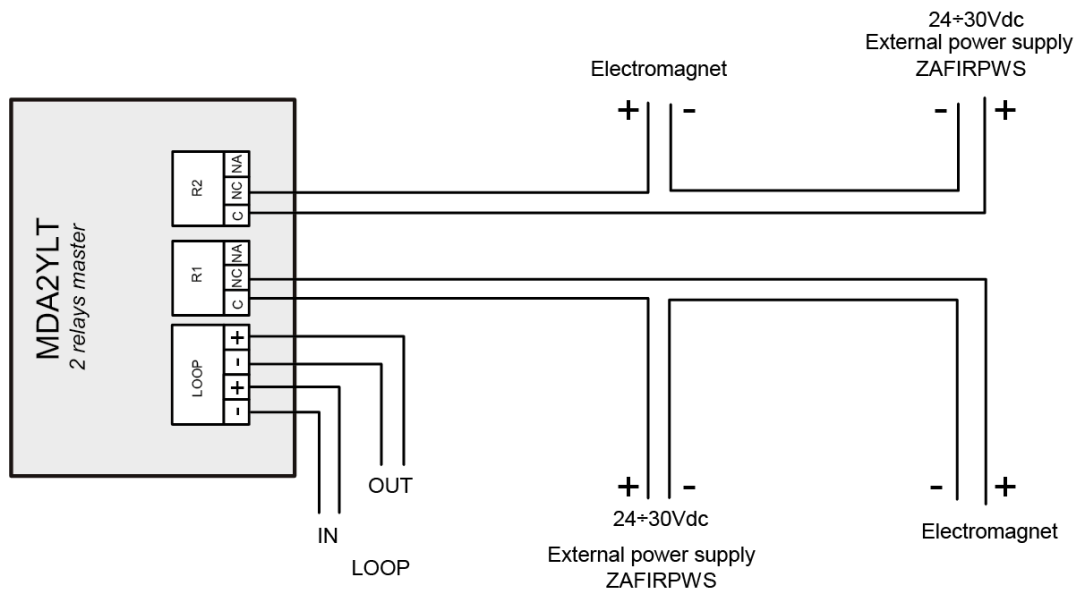 24÷30Vdc
External power supply
ZAFIRPWS
Electromagnet
+
-
-
+
MDA2YLT
2 relays master
R2
NA
NC
C
R1
NA
NC
C
LOOP
+
-
+
-
OUT
IN
LOOP
+
-
24÷30Vdc
External power supply
ZAFIRPWS
-
+
Electromagnet